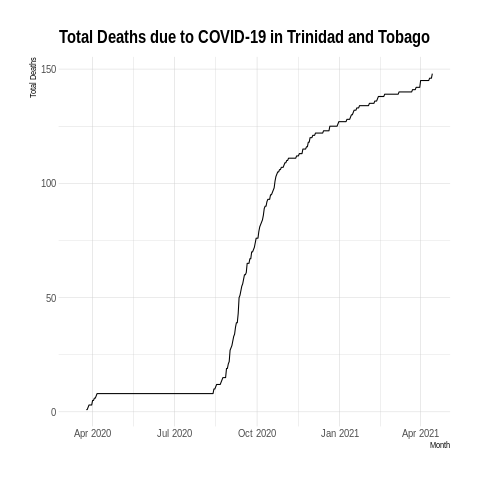 Total Deaths due to COVID-19 in Trinidad and Tobago
Total Deaths
150
100
50
0
Apr 2020 Jul 2020 Oct 2020 Jan 2021 Apr 2021
Month